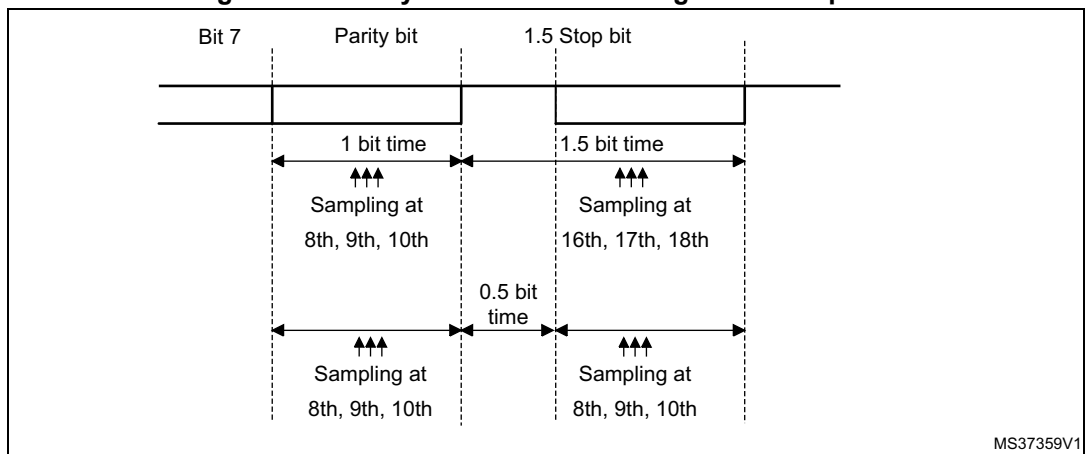 Bit 7 Parity bit 1.5 Stop bit
1 bit time 1.5 bit time
Sampling at Sampling at
8th, 9th, 10th 16th, 17th, 18th
0.5 bit
time
Sampling at Sampling at
8th, 9th, 10th 8th, 9th, 10th
MS37359V1